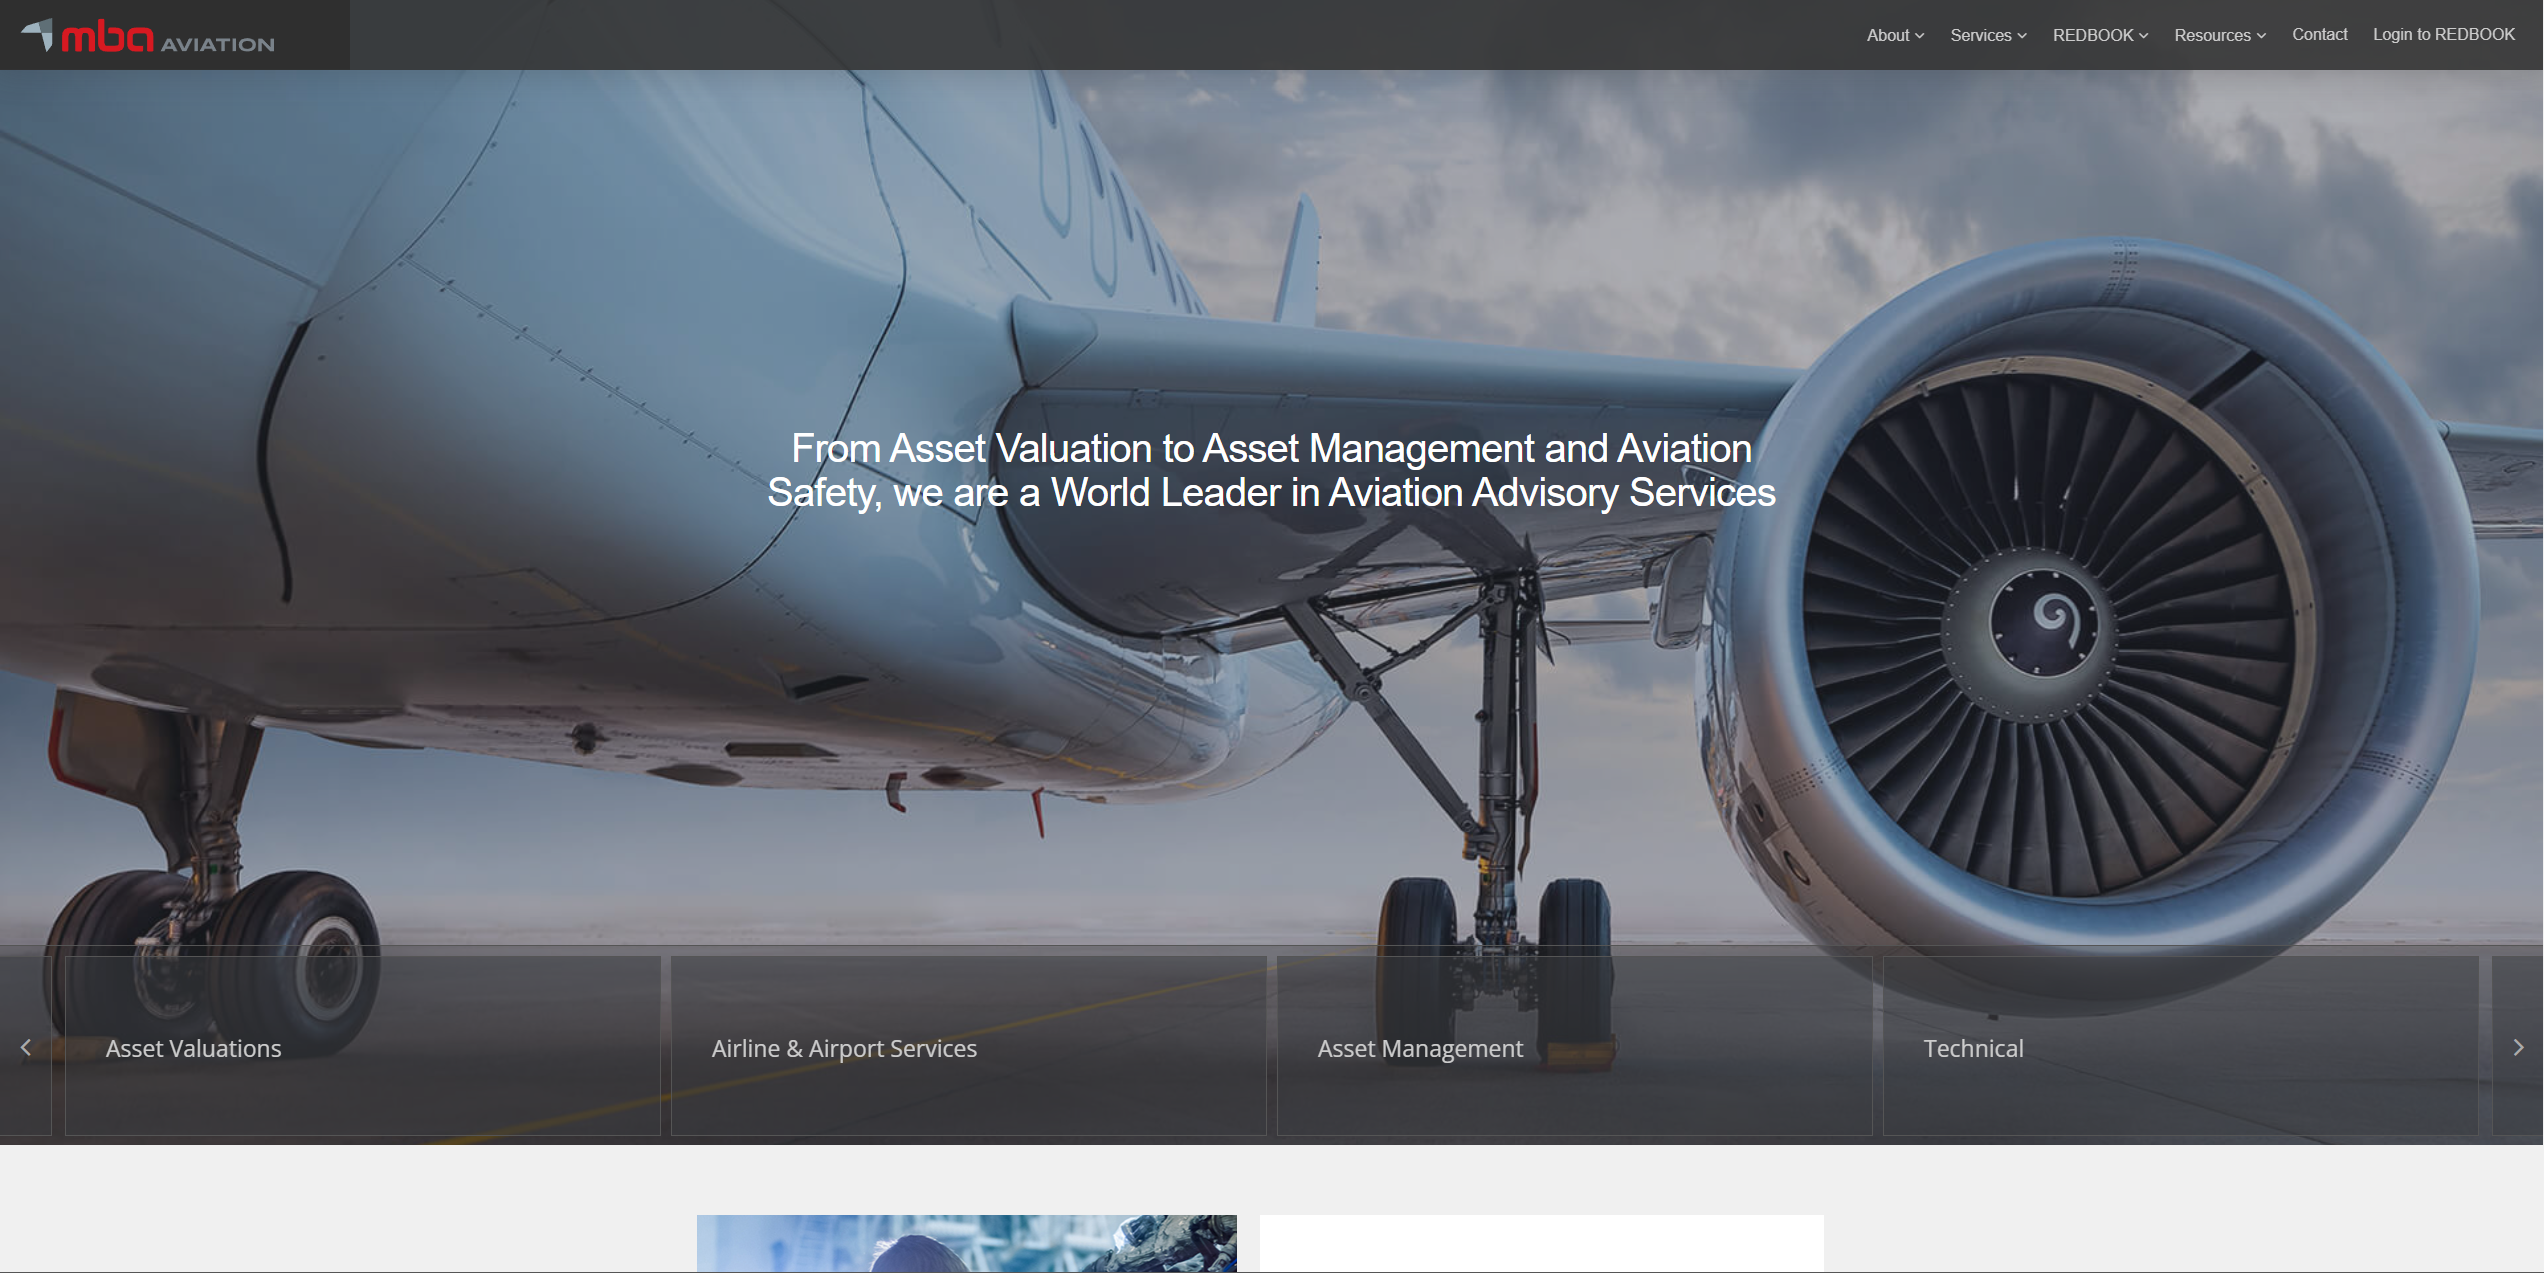 mba AVIATION
About
Services
REDBOOK
Resources
Contact
Login to REDBOOK
From Asset Valuation to Asset Management and Aviation
Safety, we are a World Leader in Aviation Advisory Services
Asset Valuations
Airline & Airport Services
Asset Management
Technical